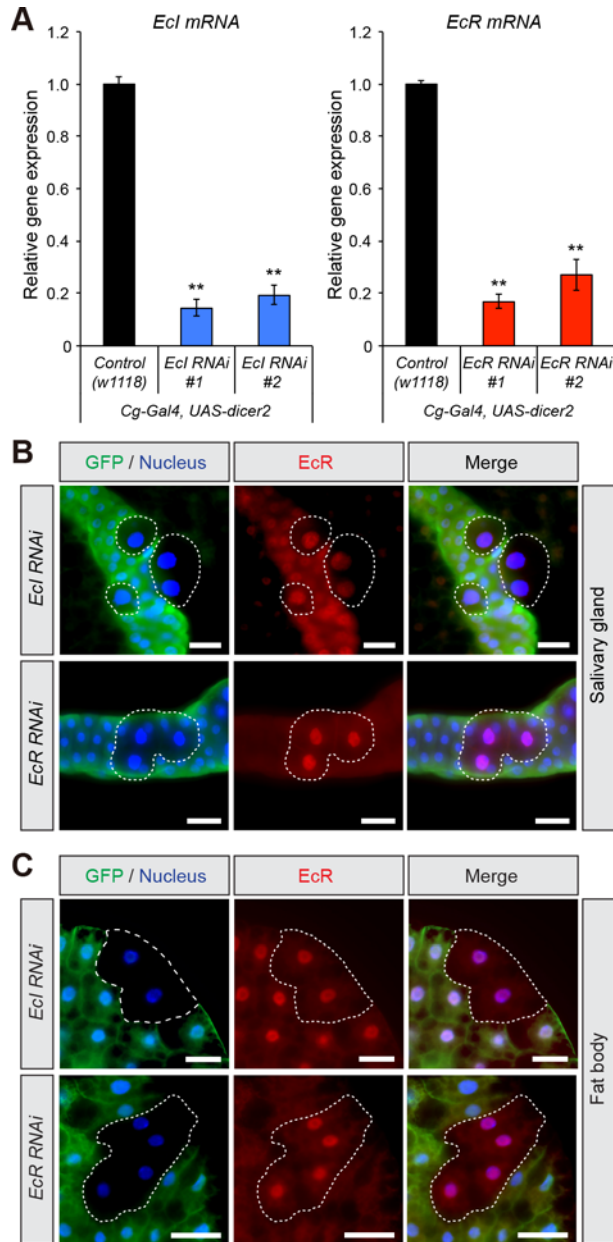 A
EcI mRNA
Relative gene expression
1.2
1.0
0.8
0.6
0.4
0.2
0
**
**
Control
(w1118)
EcI RNAi
#1
EcI RNAi
#2
Cg-Gal4, UAS-dicer2
EcR mRNA
Relative gene expression
1.2
1.0
0.8
0.6
0.4
0.2
0
**
**
Control
(w1118)
EcR RNAi
#1
EcR RNAi
#2
Cg-Gal4, UAS-dicer2
B
GFP / Nucleus
EcR
Merge
EcI RNAi
EcR RNAi
Salivary gland
C
GFP / Nucleus
EcR
Merge
EcI RNAi
EcR RNAi
Fat body